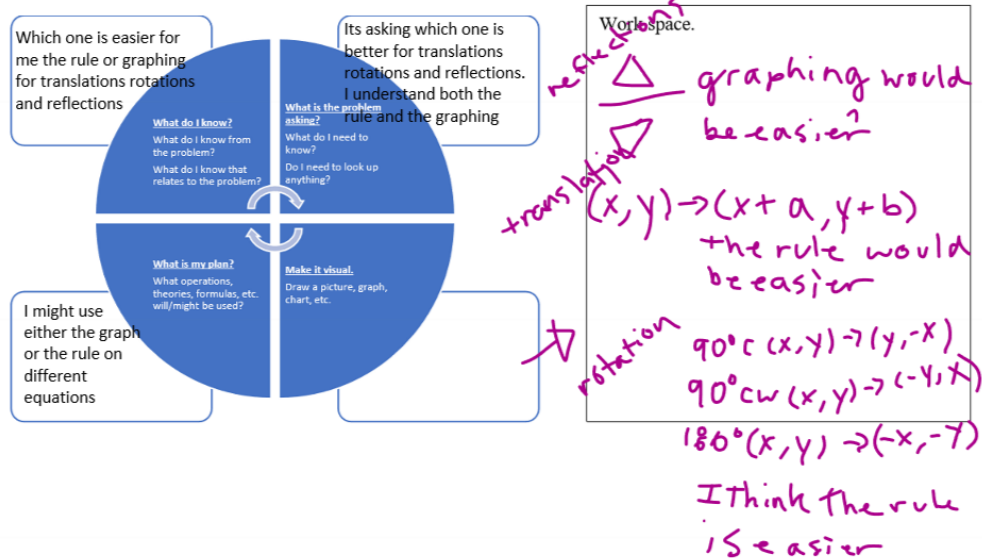 Which one is easier for
me the rule or graphing
for translations rotations
and reflections
Its asking which one is
better for translations
rotations and reflections.
I understand both the
rule and the graphing
What do I know?
What do I know from
the problem?
What do I know that
relates to the problem?
What is the problem
asking?
What do I need to
know?
Do I need to look up
anything?
What is my plan?
What operations,
theories, formulas, etc.
will/might be used?
Make it visual.
Draw a picture, graph,
chart, etc.
I might use
either the graph
or the rule on
different
equations
Work space.
reflections
graphing would
be easier
translation
(x,y)→(x+a,y+b)
the rule would
be easier
rotation
90°c (x,y)→(y,-x)
90°cw (x,y)→(-y,x)
180°(x,y)→(-x,-y)
I think the rule
is easier